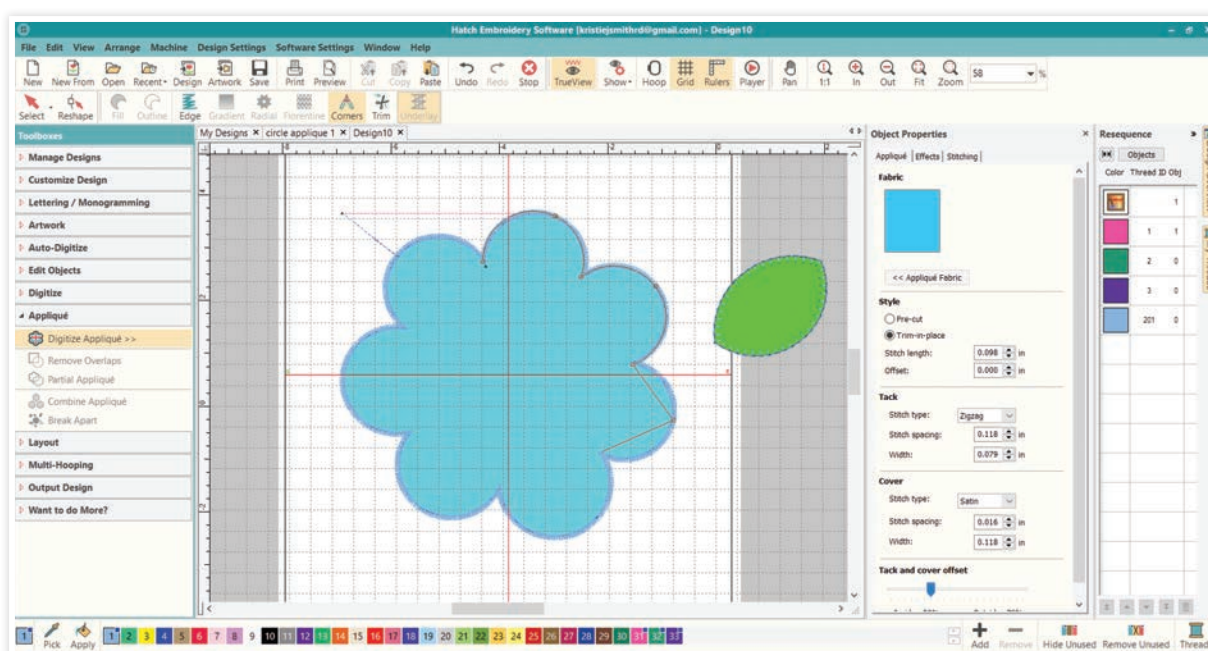 Hatch Embroidery Software [kristiejsmithrd@gmail.com] - Design10
File Edit View Arrange Machine Design Settings Software Settings Window Help
New New From Open Recent Design Artwork Save Print Preview Cut Copy Paste Undo Redo Stop TrueView Show Hoop Grid Rulers Player Pan 1:1 In Out Fit Zoom 58 %
Select Reshape Fill Outline Edge Gradient Radial Florentine Corners Trim Underlay
Toolboxes
My Designs × circle applique 1 × Design10 ×
Manage Designs
Customize Design
Lettering / Monogramming
Artwork
Auto-Digitize
Edit Objects
Digitize
Appliqué
Digitize Appliqué >>
Remove Overlaps
Partial Appliqué
Combine Appliqué
Break Apart
Layout
Multi-Hooping
Output Design
Want to do More?
Object Properties ×
Appliqué Effects Stitching
Fabric
<< Appliqué Fabric
Style
Pre-cut
Trim-in-place
Stitch length: 0.098 in
Offset: 0.000 in
Tack
Stitch type: Zigzag
Stitch spacing: 0.118 in
Width: 0.079 in
Cover
Stitch type: Satin
Stitch spacing: 0.016 in
Width: 0.118 in
Tack and cover offset
Resequence
Objects
Color Thread ID Obj
1
1 1
2 0
3 0
201 0
1 Pick Apply 1 2 3 4 5 6 7 8 9 10 11 12 13 14 15 16 17 18 19 20 21 22 23 24 25 26 27 28 29 30 31 32 33
Add Remove Hide Unused Remove Unused Thread